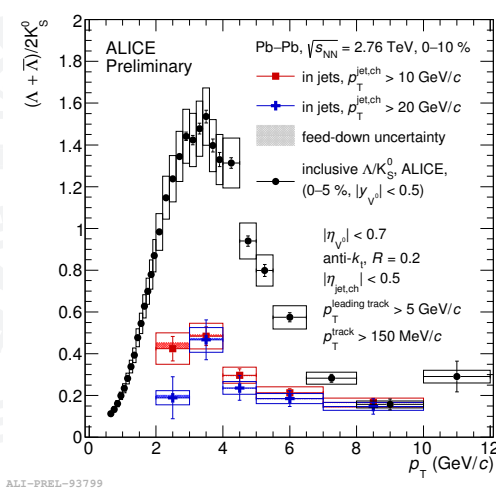 (Λ + Λ̅)/2K⁰_S
2
1.8
1.6
1.4
1.2
1
0.8
0.6
0.4
0.2
0
ALICE
Preliminary
Pb–Pb, √s_NN = 2.76 TeV, 0–10 %
in jets, p_T^jet,ch > 10 GeV/c
in jets, p_T^jet,ch > 20 GeV/c
feed-down uncertainty
inclusive Λ/K⁰_S, ALICE,
(0–5 %, |y_V⁰| < 0.5)
|η_V⁰| < 0.7
anti-k_t, R = 0.2
|η_jet,ch| < 0.5
p_T^leading track > 5 GeV/c
p_T^track > 150 MeV/c
0 2 4 6 8 10 12
p_T (GeV/c)
ALI-PREL-93799